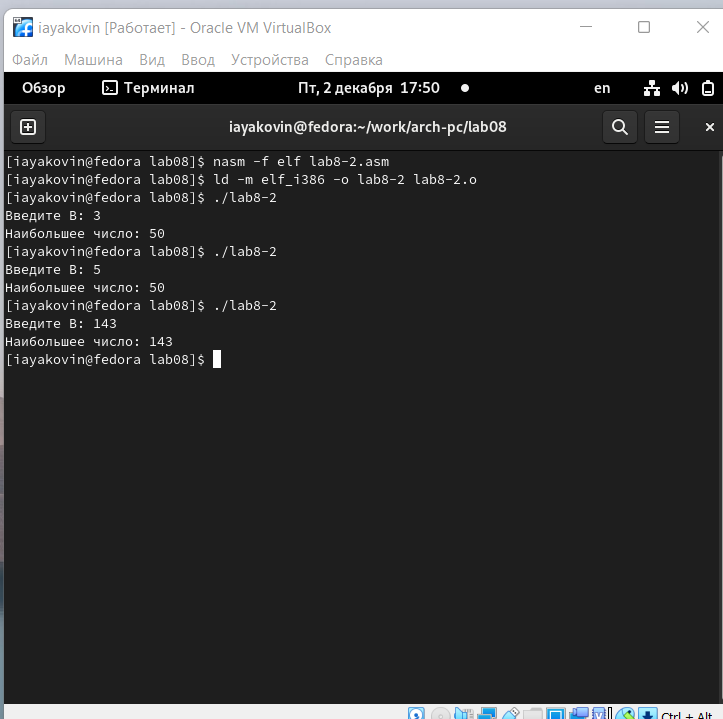 iayakovin [Работает] - Oracle VM VirtualBox
Файл Машина Вид Ввод Устройства Справка
Обзор Терминал Пт, 2 декабря 17:50 en
iayakovin@fedora:~/work/arch-pc/lab08
[iayakovin@fedora lab08]$ nasm -f elf lab8-2.asm
[iayakovin@fedora lab08]$ ld -m elf_i386 -o lab8-2 lab8-2.o
[iayakovin@fedora lab08]$ ./lab8-2
Введите B: 3
Наибольшее число: 50
[iayakovin@fedora lab08]$ ./lab8-2
Введите B: 5
Наибольшее число: 50
[iayakovin@fedora lab08]$ ./lab8-2
Введите B: 143
Наибольшее число: 143
[iayakovin@fedora lab08]$
Ctrl + Alt